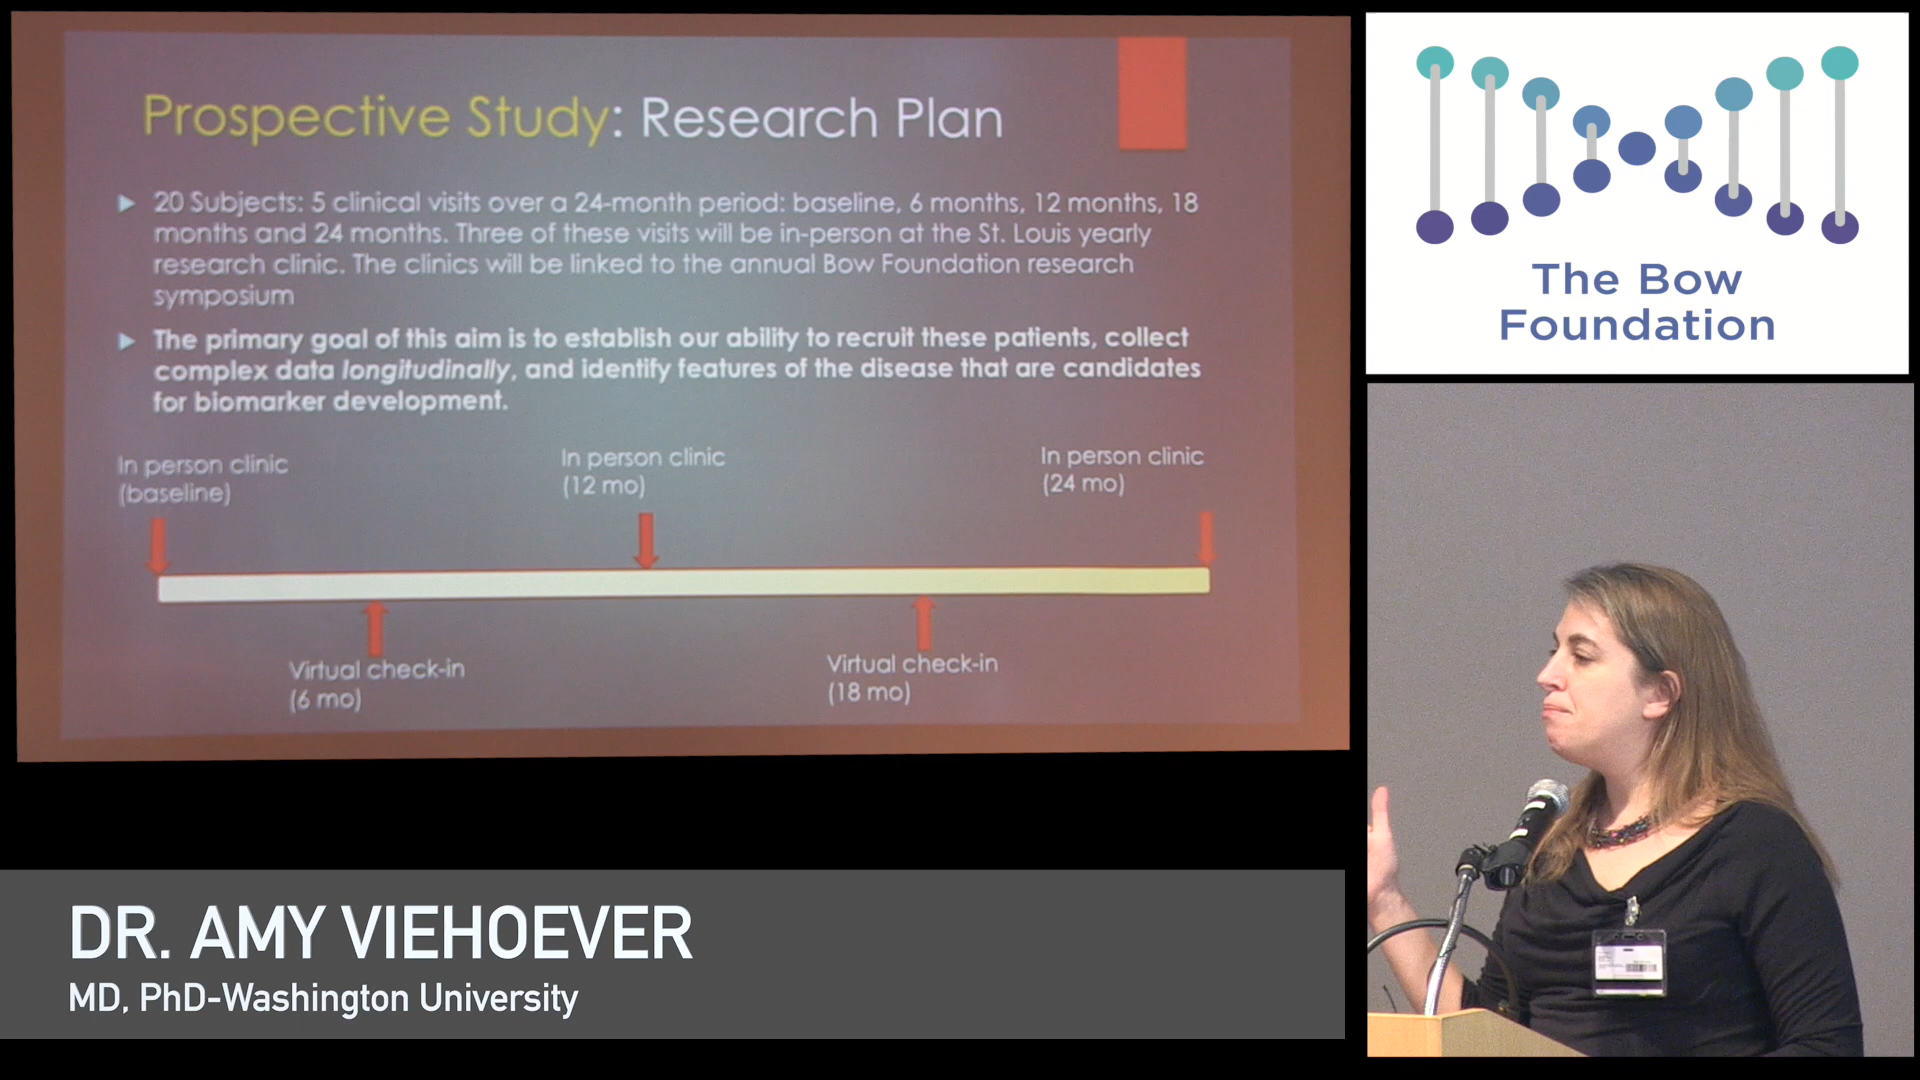 Prospective Study: Research Plan
20 Subjects: 5 clinical visits over a 24-month period: baseline, 6 months, 12 months, 18
months and 24 months. Three of these visits will be in-person at the St. Louis yearly
research clinic. The clinics will be linked to the annual Bow Foundation research
symposium
The primary goal of this aim is to establish our ability to recruit these patients, collect
complex data longitudinally, and identify features of the disease that are candidates
for biomarker development.
In person clinic
(baseline)
In person clinic
(12 mo)
In person clinic
(24 mo)
Virtual check-in
(6 mo)
Virtual check-in
(18 mo)
The Bow
Foundation
DR. AMY VIEHOEVER
MD, PhD-Washington University